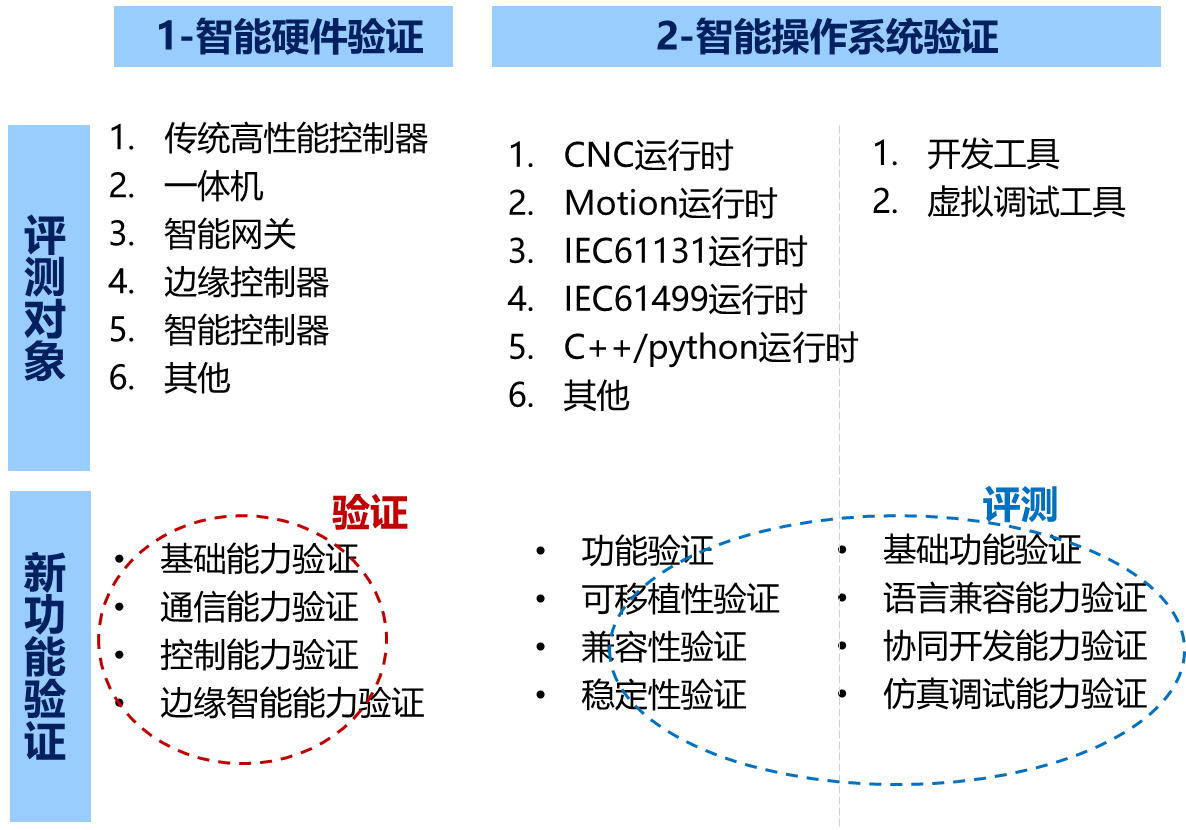 1-智能硬件验证
2-智能操作系统验证
评测对象
1. 传统高性能控制器
2. 一体机
3. 智能网关
4. 边缘控制器
5. 智能控制器
6. 其他
1. CNC运行时
2. Motion运行时
3. IEC61131运行时
4. IEC61499运行时
5. C++/python运行时
6. 其他
1. 开发工具
2. 虚拟调试工具
新功能验证
验证
• 基础能力验证
• 通信能力验证
• 控制能力验证
• 边缘智能能力验证
评测
• 功能验证
• 可移植性验证
• 兼容性验证
• 稳定性验证
• 基础功能验证
• 语言兼容能力验证
• 协同开发能力验证
• 仿真调试能力验证